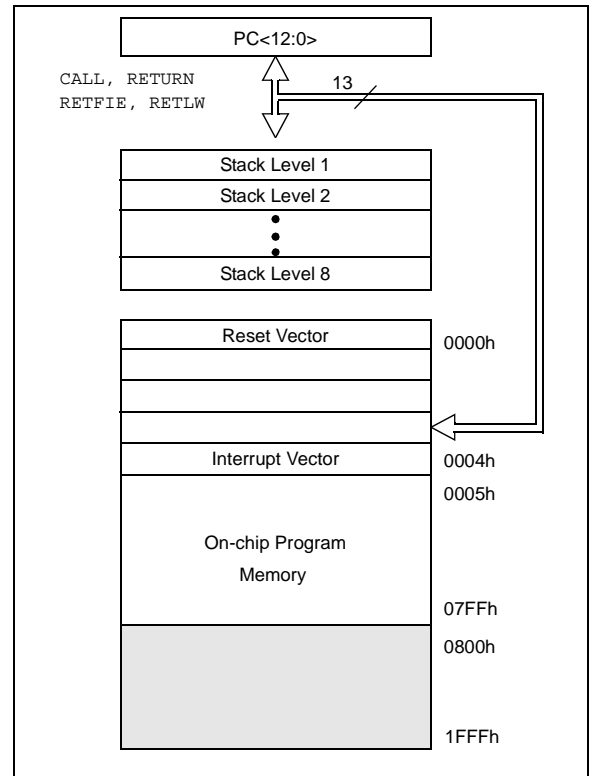 PC<12:0>
CALL, RETURN
13
RETFIE, RETLW
Stack Level 1
Stack Level 2
Stack Level 8
Reset Vector
0000h
Interrupt Vector
0004h
0005h
On-chip Program
Memory
07FFh
0800h
1FFFh